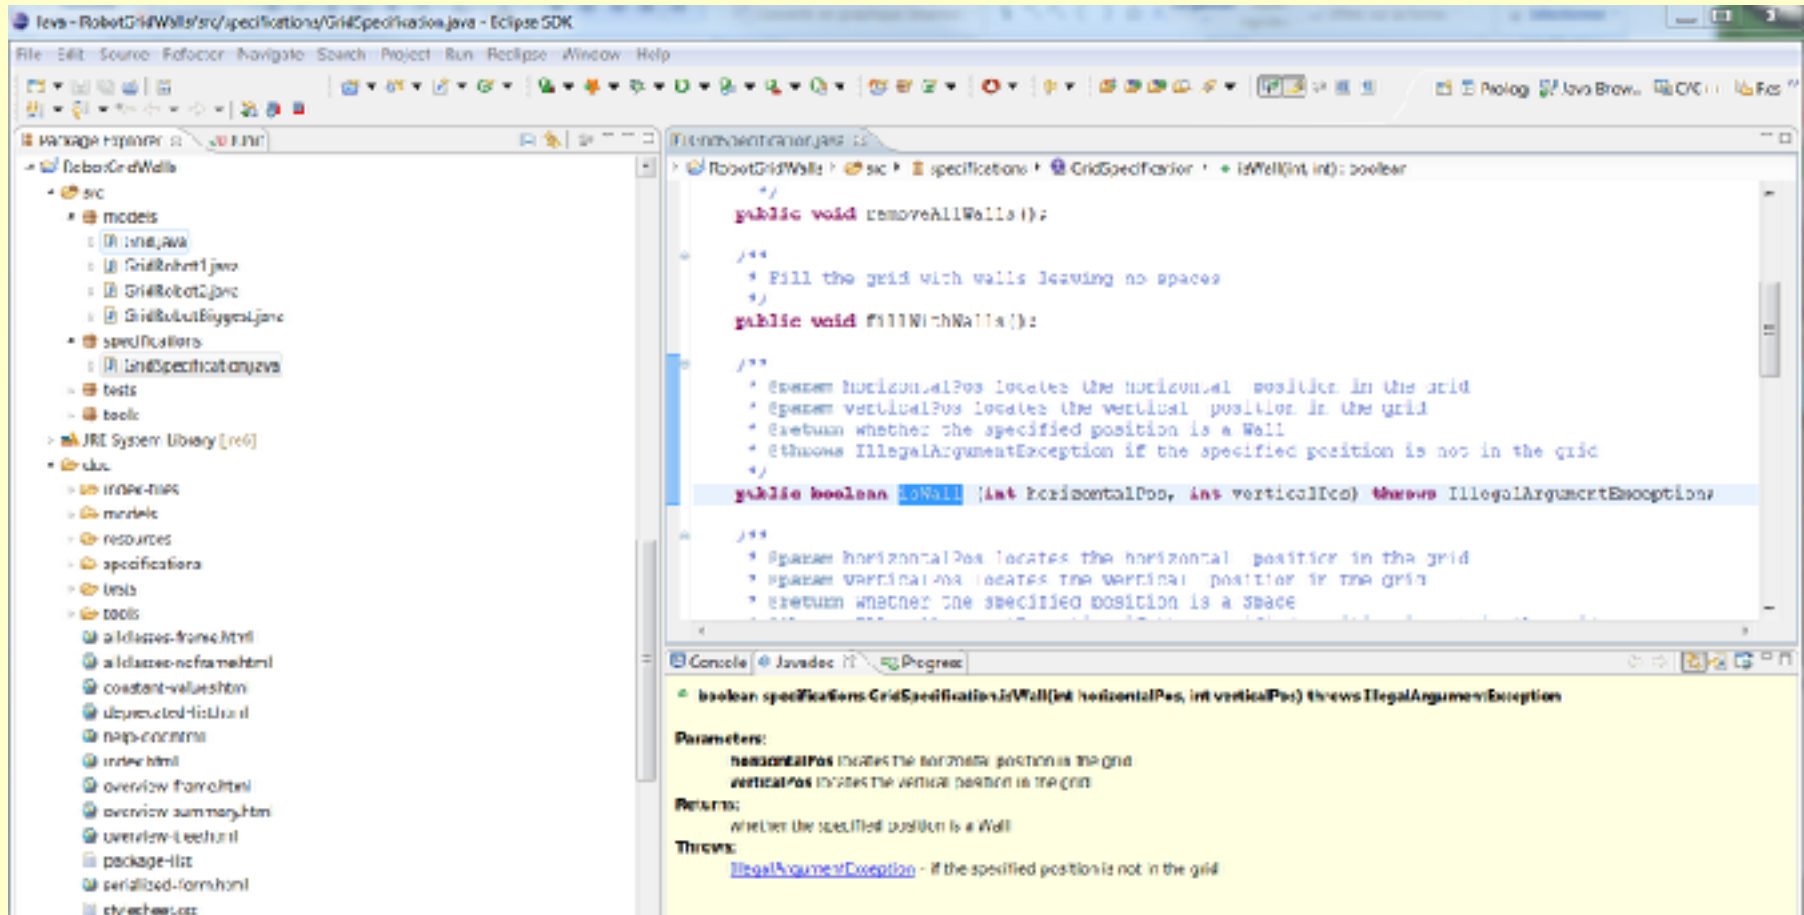 Java - RobotGridWalls/src/specifications/GridSpecification.java - Eclipse SDK
File Edit Source Refactor Navigate Search Project Run Reclipse Window Help
Prolog Java Brow... C/C++ Res
Package Explorer JUnit
RobotGridWalls
src
models
Grid.java
GridRobot1.java
GridRobot2.java
GridRobotBiggest.java
specifications
GridSpecification.java
tests
tools
JRE System Library [jre6]
doc
index-files
models
resources
specifications
tests
tools
allclasses-frame.html
allclasses-noframe.html
constant-values.html
deprecated-list.html
help-doc.html
index.html
overview-frame.html
overview-summary.html
overview-tree.html
package-list
serialized-form.html
stylesheet.css
GridSpecification.java
RobotGridWalls src specifications GridSpecification isWall(int, int) : boolean
*/
public void removeAllWalls();
/**
* Fill the grid with walls leaving no spaces
*/
public void fillWithWalls();
/**
* @param horizontalPos locates the horizontal position in the grid
* @param verticalPos locates the vertical position in the grid
* @return whether the specified position is a Wall
* @throws IllegalArgumentException if the specified position is not in the grid
*/
public boolean isWall (int horizontalPos, int verticalPos) throws IllegalArgumentException;
/**
* @param horizontalPos locates the horizontal position in the grid
* @param verticalPos locates the vertical position in the grid
* @return whether the specified position is a Space
Console Javadoc Progress
boolean specifications.GridSpecification.isWall(int horizontalPos, int verticalPos) throws IllegalArgumentException
Parameters:
horizontalPos locates the horizontal position in the grid
verticalPos locates the vertical position in the grid
Returns:
whether the specified position is a Wall
Throws:
IllegalArgumentException - if the specified position is not in the grid